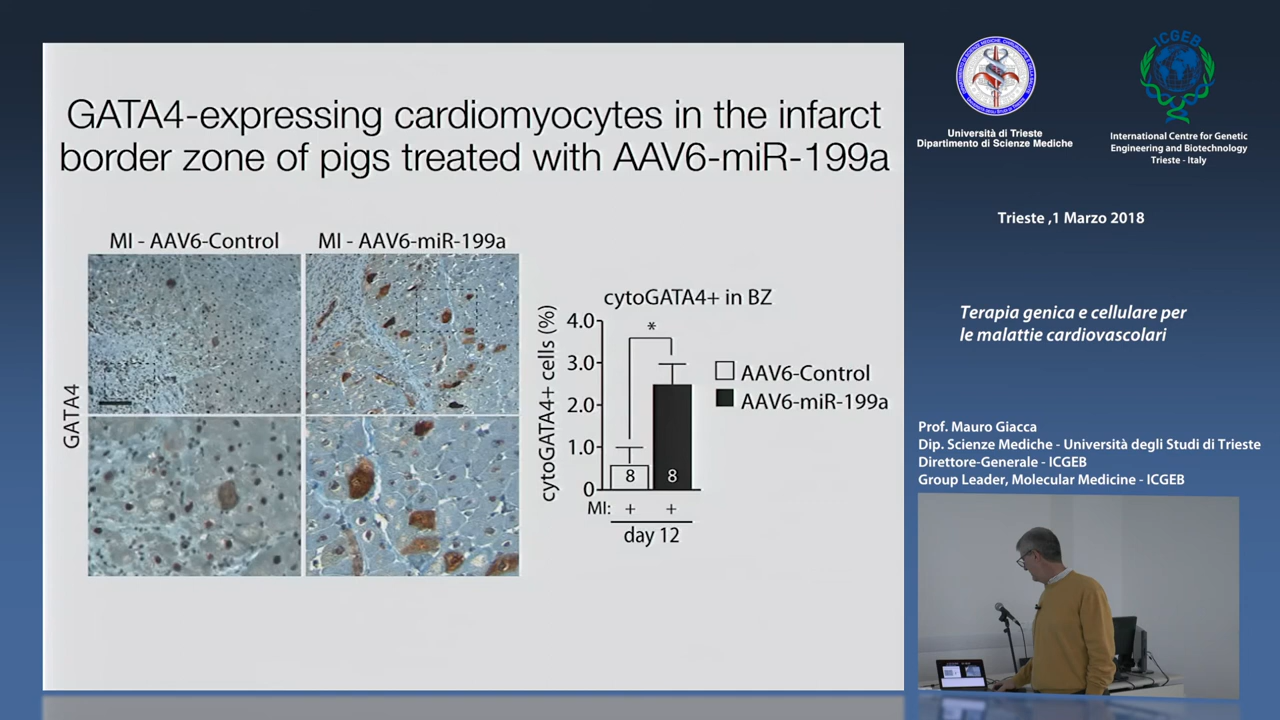 GATA4-expressing cardiomyocytes in the infarct
border zone of pigs treated with AAV6-miR-199a
MI - AAV6-Control
MI - AAV6-miR-199a
GATA4
cytoGATA4+ in BZ
cytoGATA4+ cells (%)
4.0
3.0
2.0
1.0
0
*
8
8
MI: + +
day 12
AAV6-Control
AAV6-miR-199a
ICGEB
Università di Trieste
Dipartimento di Scienze Mediche
International Centre for Genetic
Engineering and Biotechnology
Trieste - Italy
Trieste ,1 Marzo 2018
Terapia genica e cellulare per
le malattie cardiovascolari
Prof. Mauro Giacca
Dip. Scienze Mediche - Università degli Studi di Trieste
Direttore-Generale - ICGEB
Group Leader, Molecular Medicine - ICGEB